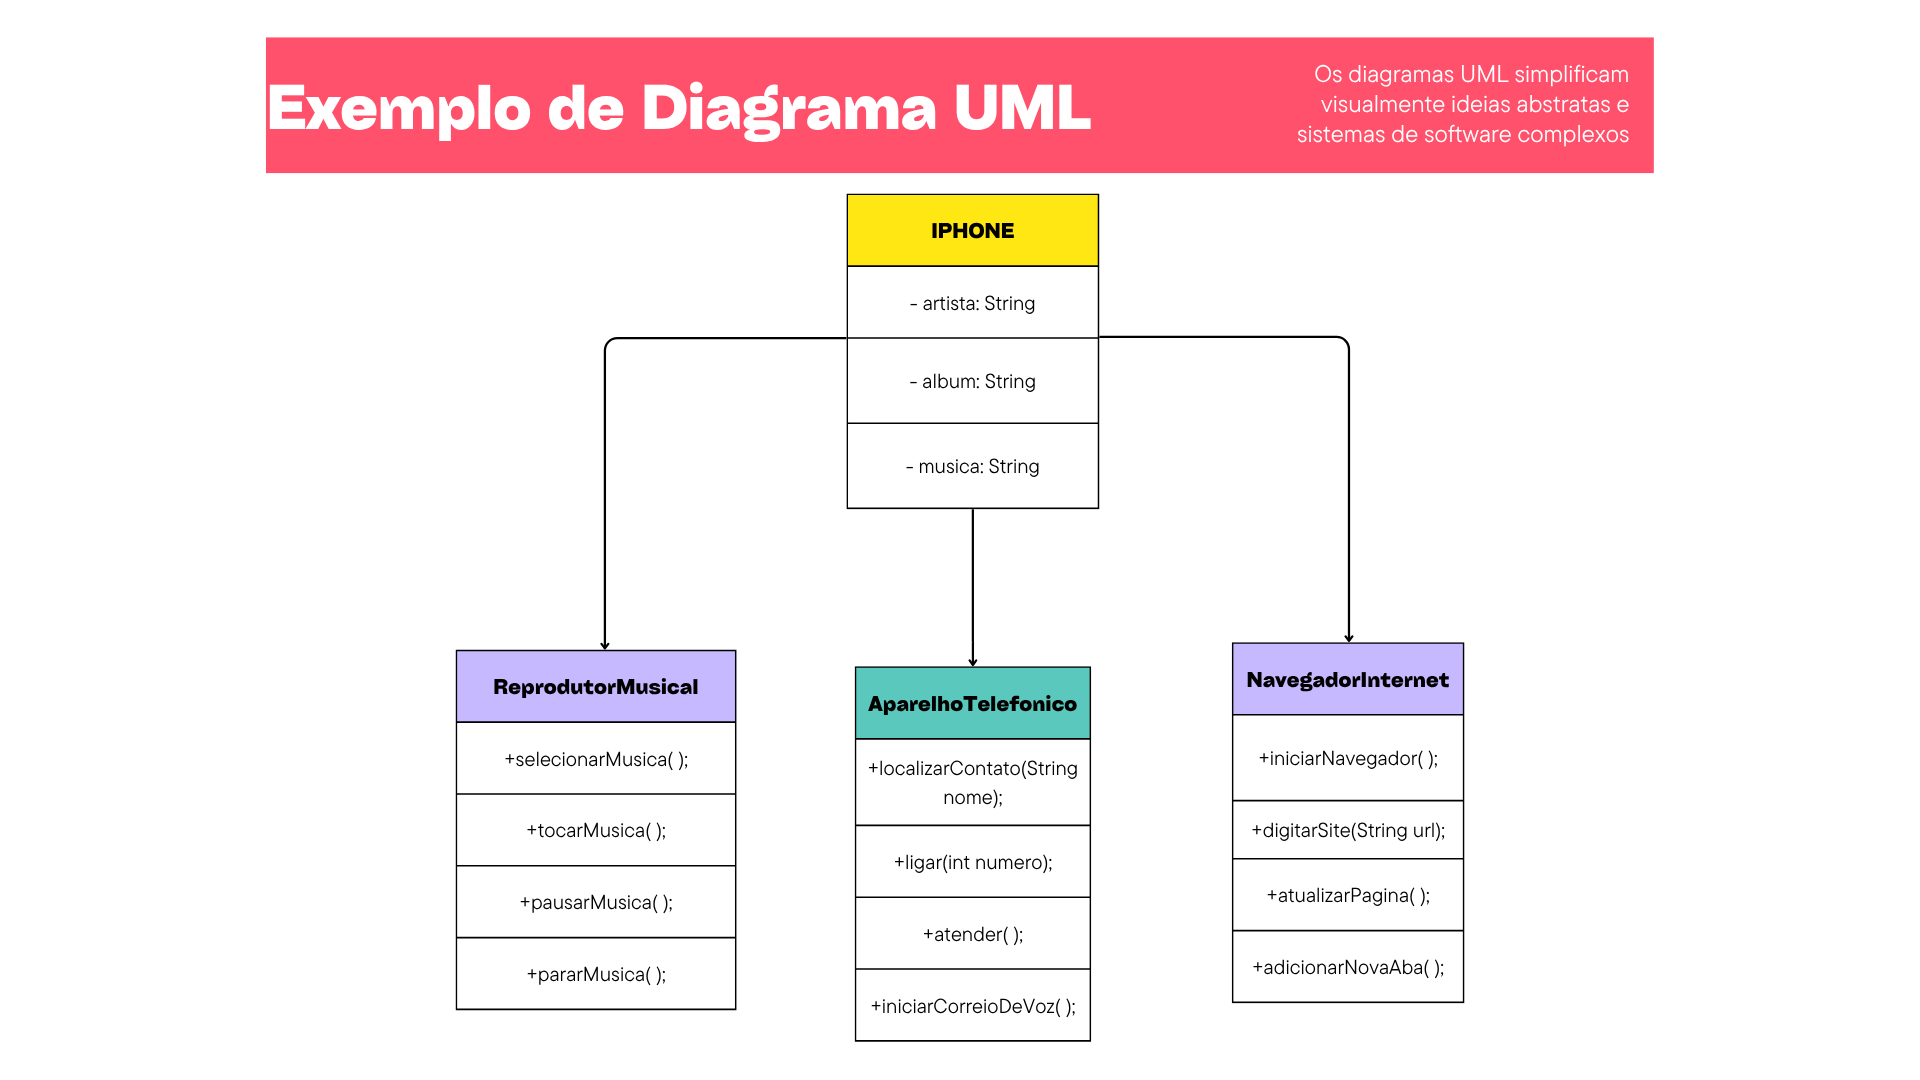 Exemplo de Diagrama UML
Os diagramas UML simplificam
visualmente ideias abstratas e
sistemas de software complexos
IPHONE
- artista: String
- album: String
- musica: String
ReprodutorMusical
+selecionarMusica( );
+tocarMusica( );
+pausarMusica( );
+pararMusica( );
AparelhoTelefonico
+localizarContato(String
nome);
+ligar(int numero);
+atender( );
+iniciarCorreioDeVoz( );
NavegadorInternet
+iniciarNavegador( );
+digitarSite(String url);
+atualizarPagina( );
+adicionarNovaAba( );